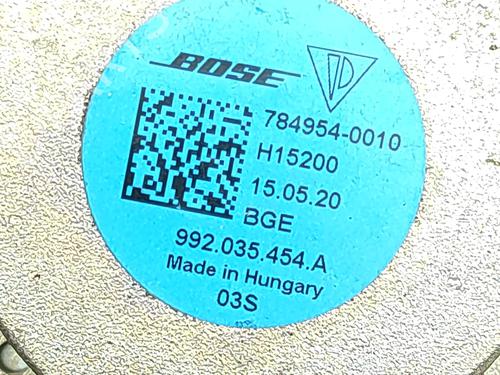 BOSE
784954-0010
H15200
15.05.20
BGE
992.035.454.A
Made in Hungary
03S